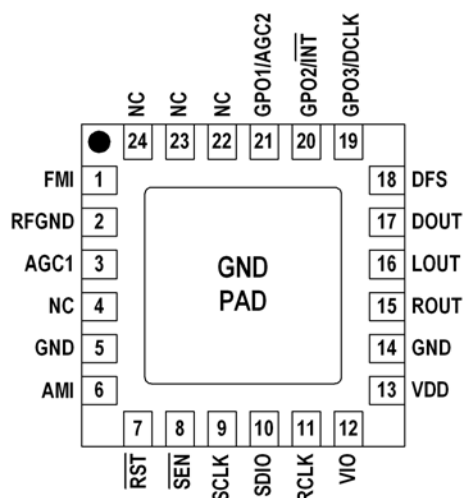 GPO1/AGC2
GPO2/INT
GPO3/DCLK
NC
NC
NC
24
23
22
21
20
19
FMI
1
18
DFS
RFGND
2
17
DOUT
AGC1
3
16
LOUT
NC
4
15
ROUT
GND
5
14
GND
AMI
6
13
VDD
GND
PAD
7
8
9
10
11
12
RST
SEN
SCLK
SDIO
RCLK
VIO